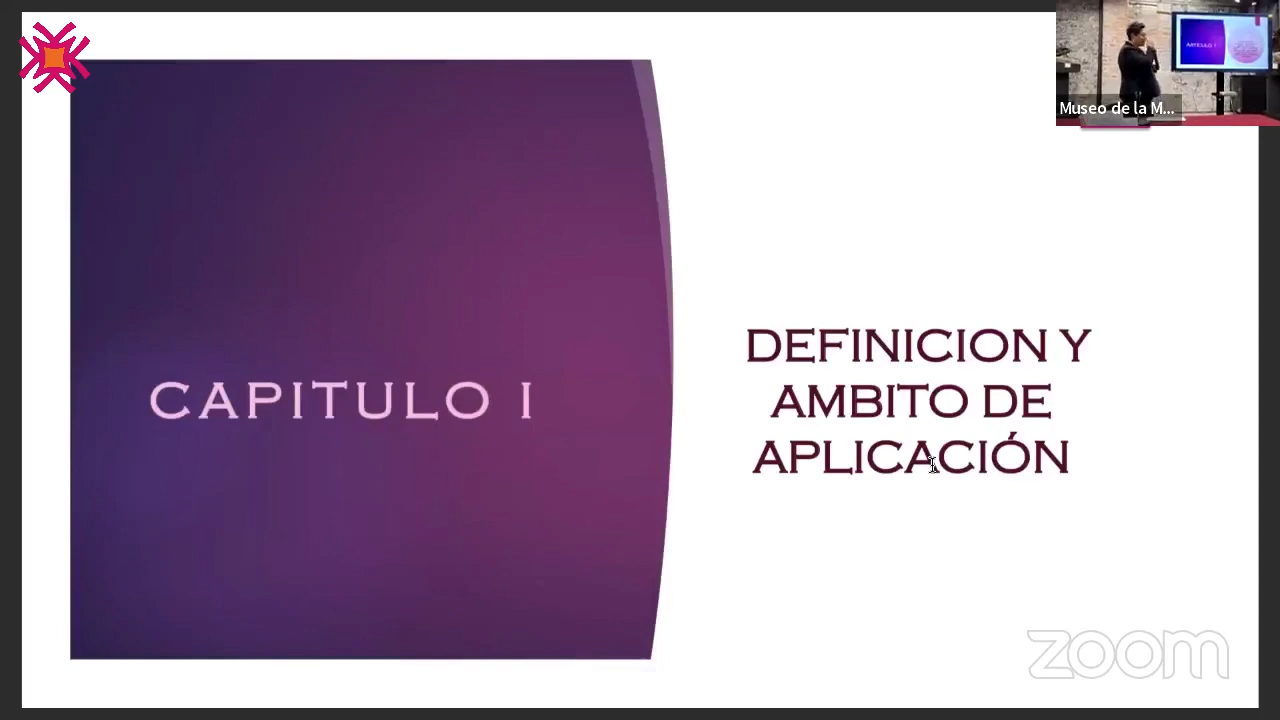 CAPITULO I
DEFINICION Y
AMBITO DE
APLICACIÓN
Museo de la M...
zoom